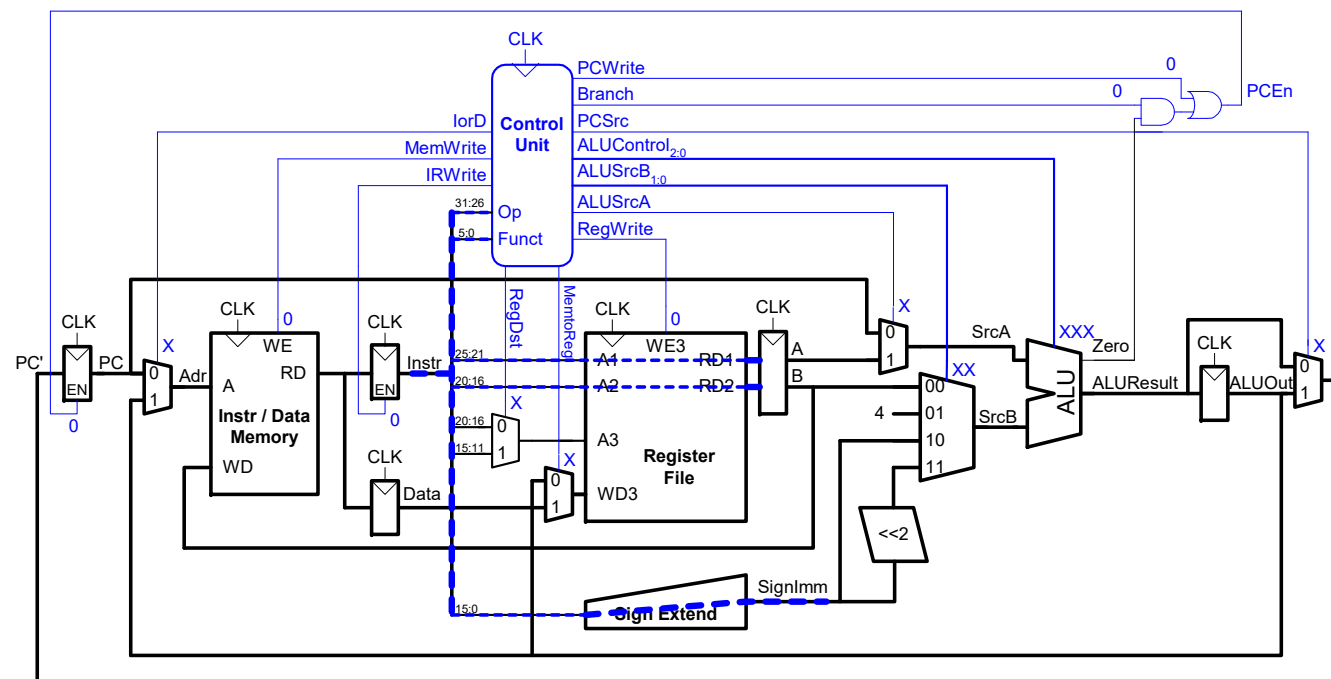 CLK
PCWrite
0
Branch
0
PCEn
IorD
Control
Unit
PCSrc
MemWrite
ALUControl2:0
IRWrite
ALUSrcB1:0
31:26
Op
ALUSrcA
5:0
Funct
RegWrite
RegDst
MemtoReg
CLK
CLK
CLK
CLK
CLK
X
0
0
X
XXX
X
PC'
PC
X
WE
25:21
A1
WE3
RD1
A
0
1
SrcA
Zero
CLK
EN
0
1
Adr
A
RD
EN
Instr
20:16
A2
RD2
B
XX
00
ALU
ALUResult
ALUOut
0
1
0
Instr / Data
Memory
0
X
20:16
0
A3
4
01
SrcB
15:11
1
Register
File
10
WD
CLK
X
0
11
Data
1
WD3
<<2
15:0
Sign Extend
SignImm